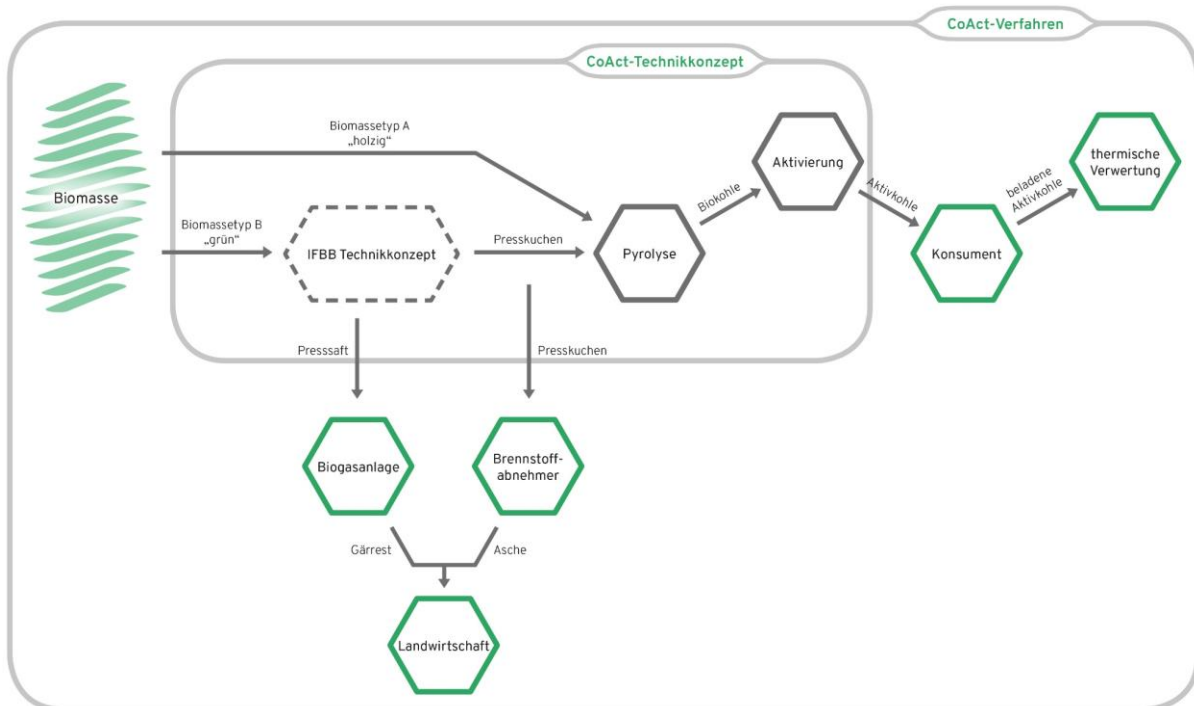 CoAct-Verfahren
CoAct-Technikkonzept
Biomasse
Biomassetyp A
„holzig“
Biomassetyp B
„grün“
IFBB Technikkonzept
Presskuchen
Pyrolyse
Biokohle
Aktivierung
Aktivkohle
Konsument
beladene
Aktivkohle
thermische
Verwertung
Presssaft
Presskuchen
Biogasanlage
Brennstoff-
abnehmer
Gärrest
Asche
Landwirtschaft